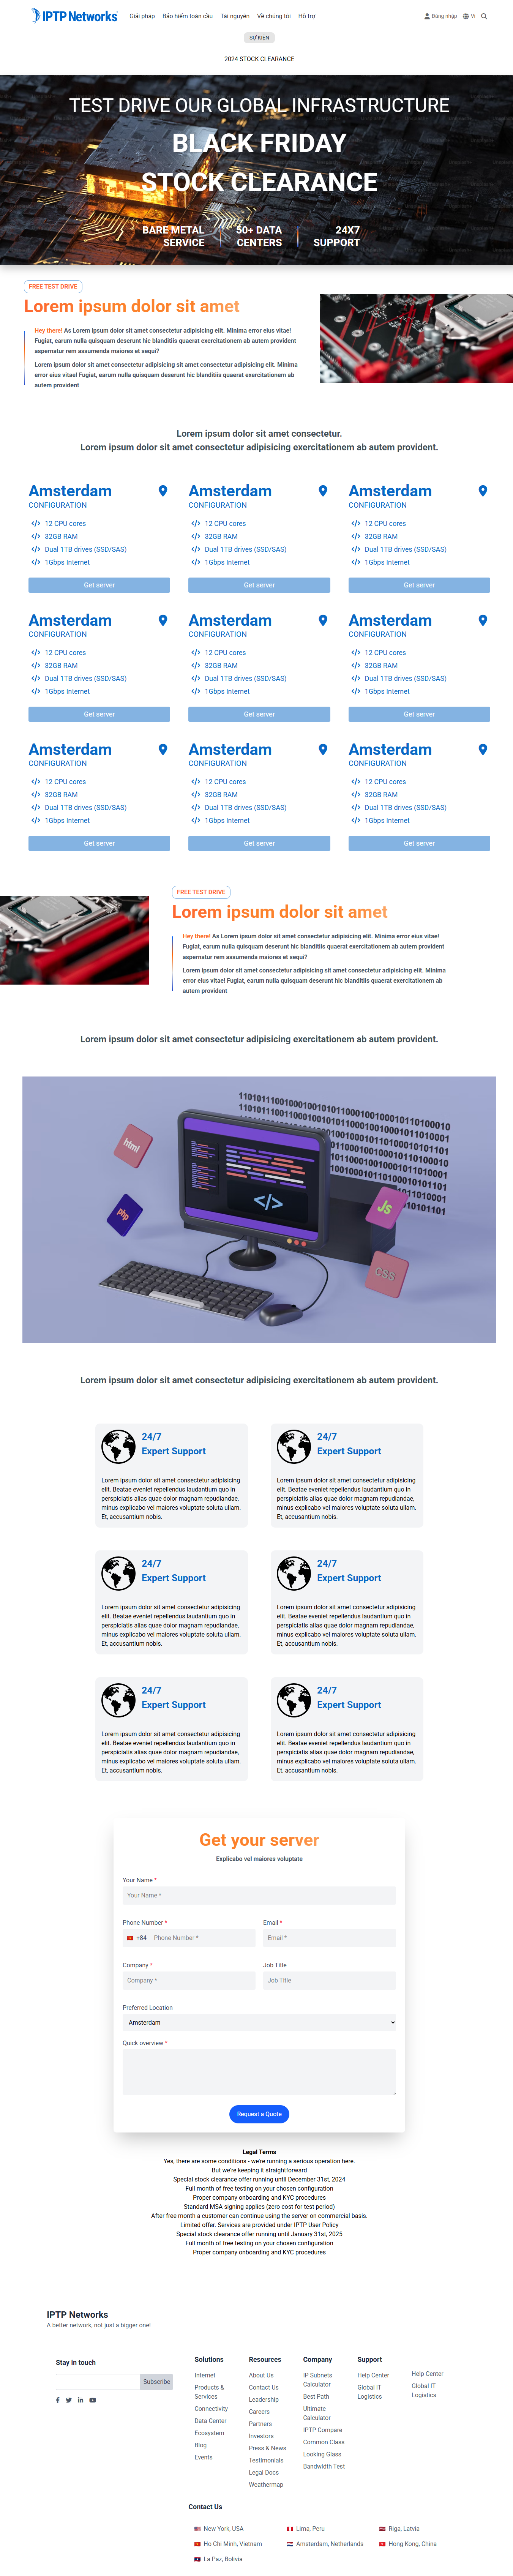 IPTP Networks
Giải pháp
Bảo hiểm toàn cầu
Tài nguyên
Về chúng tôi
Hỗ trợ
Đăng nhập
Vi
SỰ KIỆN
2024 STOCK CLEARANCE
TEST DRIVE OUR GLOBAL INFRASTRUCTURE
BLACK FRIDAY
STOCK CLEARANCE
BARE METAL
SERVICE
50+ DATA
CENTERS
24X7
SUPPORT
FREE TEST DRIVE
Lorem ipsum dolor sit amet
Hey there! As Lorem ipsum dolor sit amet consectetur adipisicing elit. Minima error eius vitae!
Fugiat, earum nulla quisquam deserunt hic blanditiis quaerat exercitationem ab autem provident
aspernatur rem assumenda maiores et sequi?
Lorem ipsum dolor sit amet consectetur adipisicing sit amet consectetur adipisicing elit. Minima
error eius vitae! Fugiat, earum nulla quisquam deserunt hic blanditiis quaerat exercitationem ab
autem provident
Lorem ipsum dolor sit amet consectetur.
Lorem ipsum dolor sit amet consectetur adipisicing exercitationem ab autem provident.
Amsterdam
CONFIGURATION
12 CPU cores
32GB RAM
Dual 1TB drives (SSD/SAS)
1Gbps Internet
Get server
Amsterdam
CONFIGURATION
12 CPU cores
32GB RAM
Dual 1TB drives (SSD/SAS)
1Gbps Internet
Get server
Amsterdam
CONFIGURATION
12 CPU cores
32GB RAM
Dual 1TB drives (SSD/SAS)
1Gbps Internet
Get server
Amsterdam
CONFIGURATION
12 CPU cores
32GB RAM
Dual 1TB drives (SSD/SAS)
1Gbps Internet
Get server
Amsterdam
CONFIGURATION
12 CPU cores
32GB RAM
Dual 1TB drives (SSD/SAS)
1Gbps Internet
Get server
Amsterdam
CONFIGURATION
12 CPU cores
32GB RAM
Dual 1TB drives (SSD/SAS)
1Gbps Internet
Get server
Amsterdam
CONFIGURATION
12 CPU cores
32GB RAM
Dual 1TB drives (SSD/SAS)
1Gbps Internet
Get server
Amsterdam
CONFIGURATION
12 CPU cores
32GB RAM
Dual 1TB drives (SSD/SAS)
1Gbps Internet
Get server
Amsterdam
CONFIGURATION
12 CPU cores
32GB RAM
Dual 1TB drives (SSD/SAS)
1Gbps Internet
Get server
FREE TEST DRIVE
Lorem ipsum dolor sit amet
Hey there! As Lorem ipsum dolor sit amet consectetur adipisicing elit. Minima error eius vitae!
Fugiat, earum nulla quisquam deserunt hic blanditiis quaerat exercitationem ab autem provident
aspernatur rem assumenda maiores et sequi?
Lorem ipsum dolor sit amet consectetur adipisicing sit amet consectetur adipisicing elit. Minima
error eius vitae! Fugiat, earum nulla quisquam deserunt hic blanditiis quaerat exercitationem ab
autem provident
Lorem ipsum dolor sit amet consectetur adipisicing exercitationem ab autem provident.
html
php
</>
Js
CSS
Lorem ipsum dolor sit amet consectetur adipisicing exercitationem ab autem provident.
24/7
Expert Support
Lorem ipsum dolor sit amet consectetur adipisicing
elit. Beatae eveniet repellendus laudantium quo in
perspiciatis alias quae dolor magnam repudiandae,
minus explicabo vel maiores voluptate soluta ullam.
Et, accusantium nobis.
24/7
Expert Support
Lorem ipsum dolor sit amet consectetur adipisicing
elit. Beatae eveniet repellendus laudantium quo in
perspiciatis alias quae dolor magnam repudiandae,
minus explicabo vel maiores voluptate soluta ullam.
Et, accusantium nobis.
24/7
Expert Support
Lorem ipsum dolor sit amet consectetur adipisicing
elit. Beatae eveniet repellendus laudantium quo in
perspiciatis alias quae dolor magnam repudiandae,
minus explicabo vel maiores voluptate soluta ullam.
Et, accusantium nobis.
24/7
Expert Support
Lorem ipsum dolor sit amet consectetur adipisicing
elit. Beatae eveniet repellendus laudantium quo in
perspiciatis alias quae dolor magnam repudiandae,
minus explicabo vel maiores voluptate soluta ullam.
Et, accusantium nobis.
24/7
Expert Support
Lorem ipsum dolor sit amet consectetur adipisicing
elit. Beatae eveniet repellendus laudantium quo in
perspiciatis alias quae dolor magnam repudiandae,
minus explicabo vel maiores voluptate soluta ullam.
Et, accusantium nobis.
24/7
Expert Support
Lorem ipsum dolor sit amet consectetur adipisicing
elit. Beatae eveniet repellendus laudantium quo in
perspiciatis alias quae dolor magnam repudiandae,
minus explicabo vel maiores voluptate soluta ullam.
Et, accusantium nobis.
Get your server
Explicabo vel maiores voluptate
Your Name *
Your Name *
Phone Number *
+84 Phone Number *
Email *
Email *
Company *
Company *
Job Title
Job Title
Preferred Location
Amsterdam
Quick overview *
Request a Quote
Legal Terms
Yes, there are some conditions - we're running a serious operation here.
But we're keeping it straightforward
Special stock clearance offer running until December 31st, 2024
Full month of free testing on your chosen configuration
Proper company onboarding and KYC procedures
Standard MSA signing applies (zero cost for test period)
After free month a customer can continue using the server on commercial basis.
Limited offer. Services are provided under IPTP User Policy
Special stock clearance offer running until January 31st, 2025
Full month of free testing on your chosen configuration
Proper company onboarding and KYC procedures
IPTP Networks
A better network, not just a bigger one!
Stay in touch
Subscribe
Solutions
Internet
Products &
Services
Connectivity
Data Center
Ecosystem
Blog
Events
Resources
About Us
Contact Us
Leadership
Careers
Partners
Investors
Press & News
Testimonials
Legal Docs
Weathermap
Company
IP Subnets
Calculator
Best Path
Ultimate
Calculator
IPTP Compare
Common Class
Looking Glass
Bandwidth Test
Support
Help Center
Global IT
Logistics
Help Center
Global IT
Logistics
Contact Us
New York, USA
Lima, Peru
Riga, Latvia
Ho Chi Minh, Vietnam
Amsterdam, Netherlands
Hong Kong, China
La Paz, Bolivia